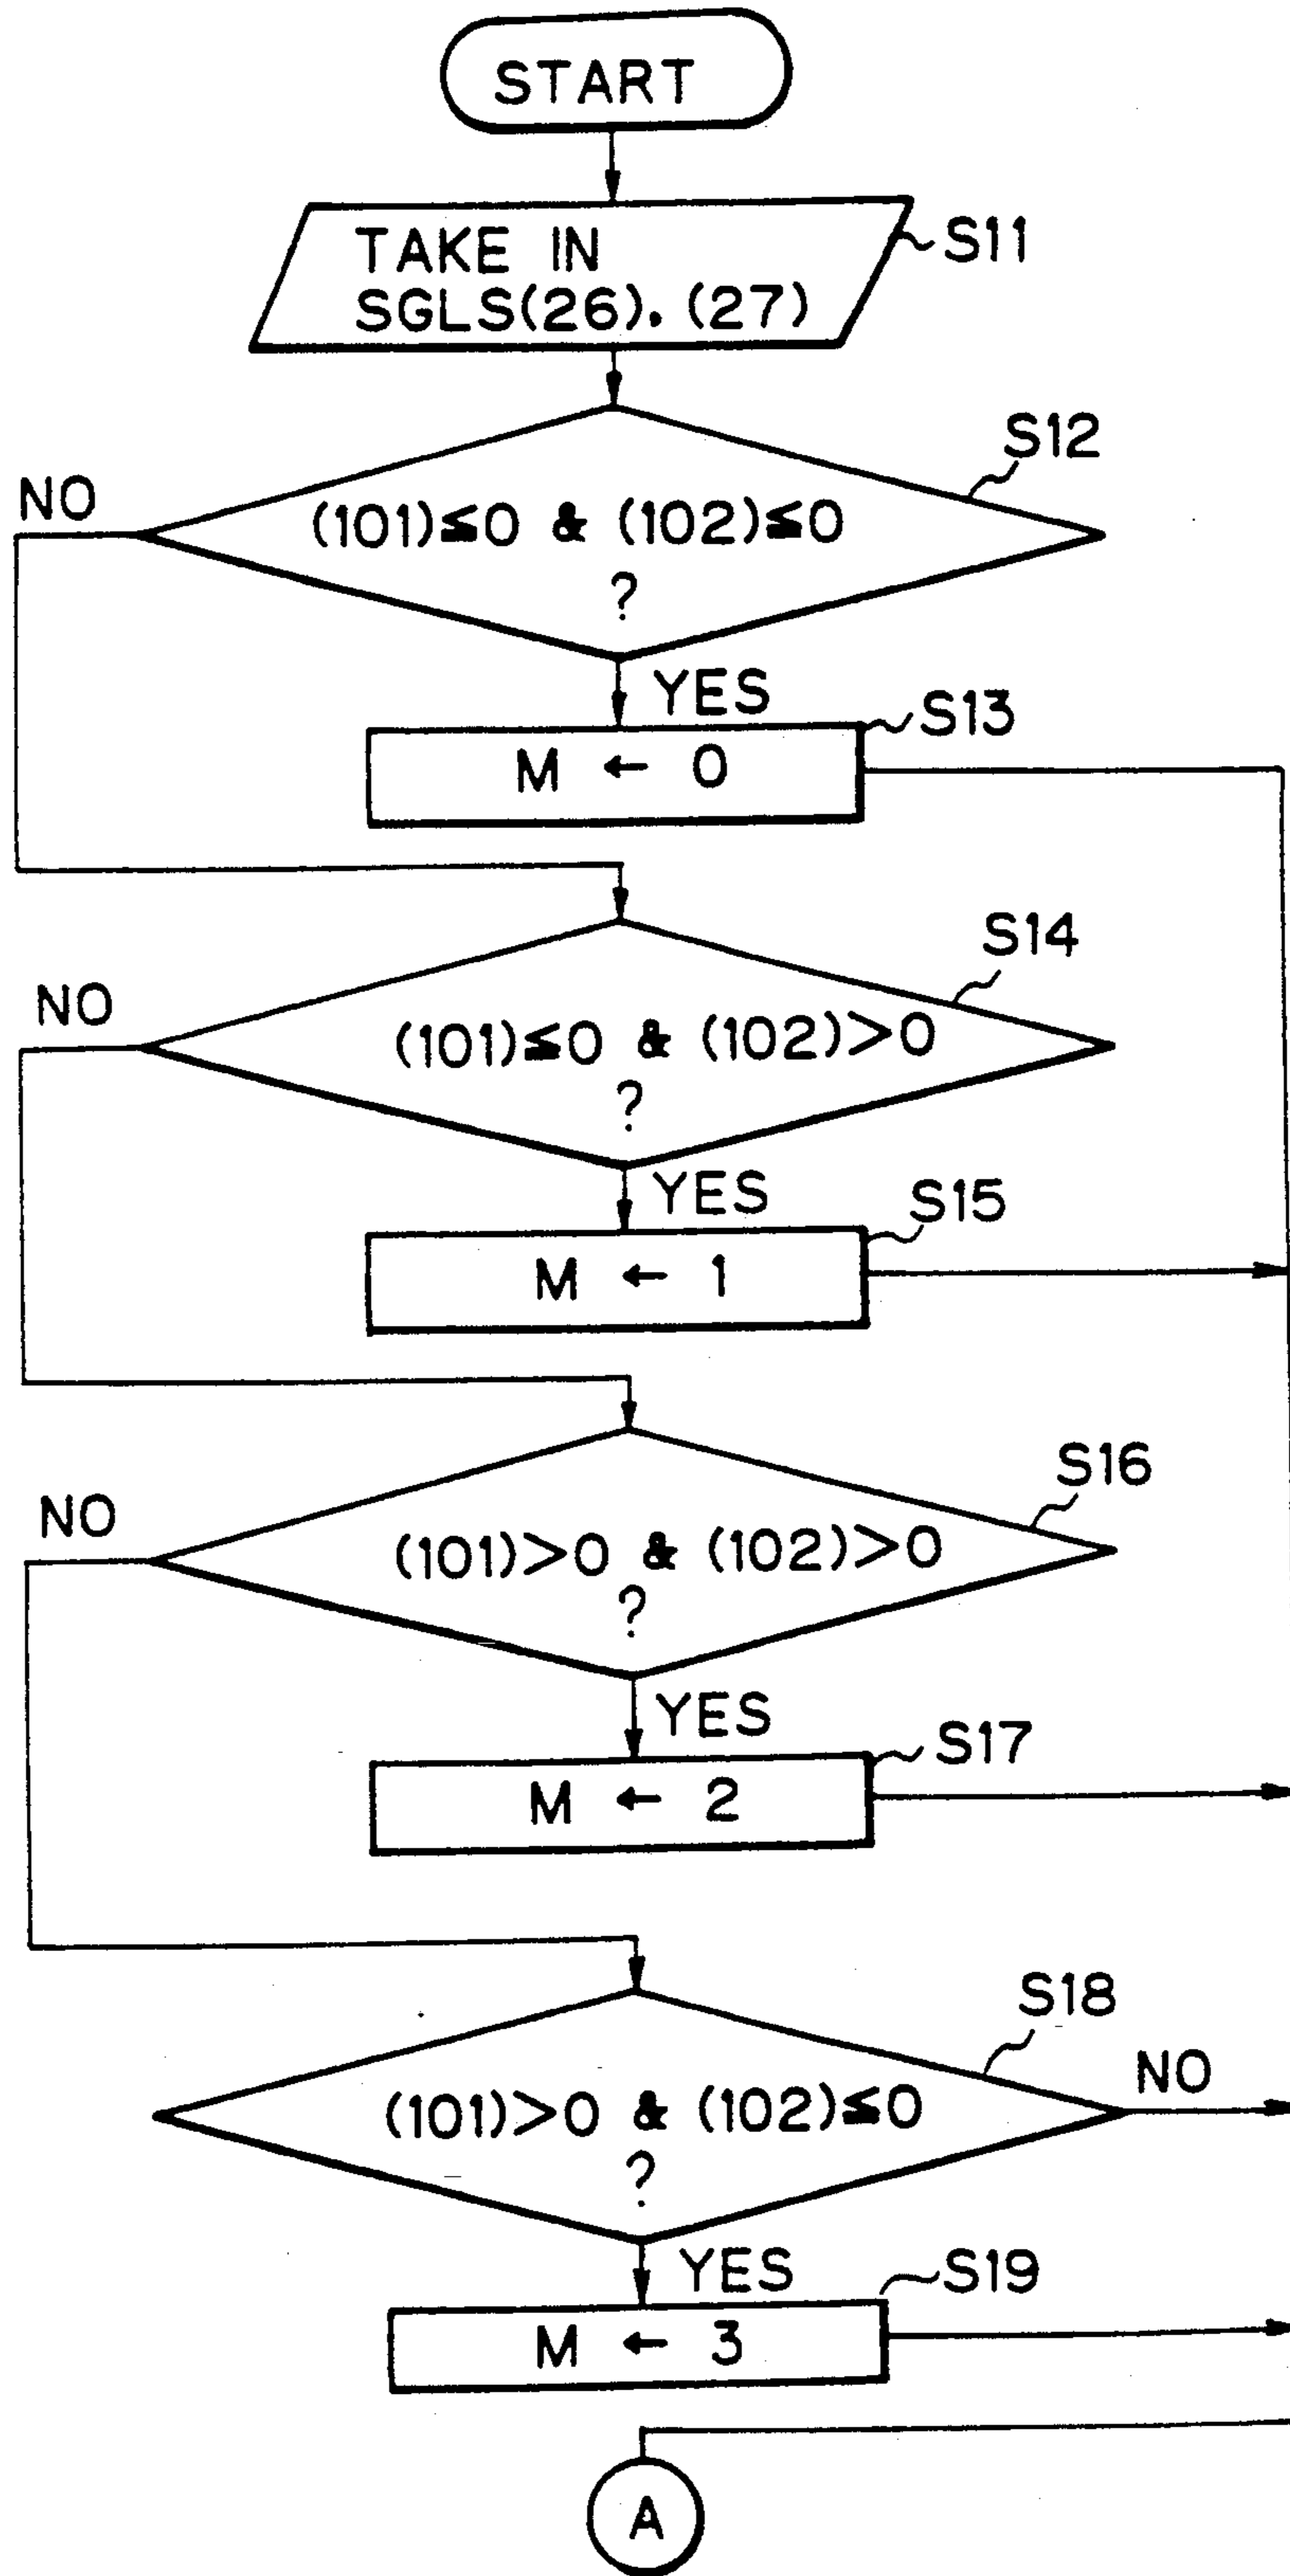 START
TAKE IN
SGLS(26). (27)
S11
S12
NO
(101)≦0 & (102)≦0
?
YES
S13
M ← 0
S14
NO
(101)≦0 & (102)>0
?
YES
S15
M ← 1
S16
NO
(101)>0 & (102)>0
?
YES
S17
M ← 2
S18
NO
(101)>0 & (102)≦0
?
YES
S19
M ← 3
A